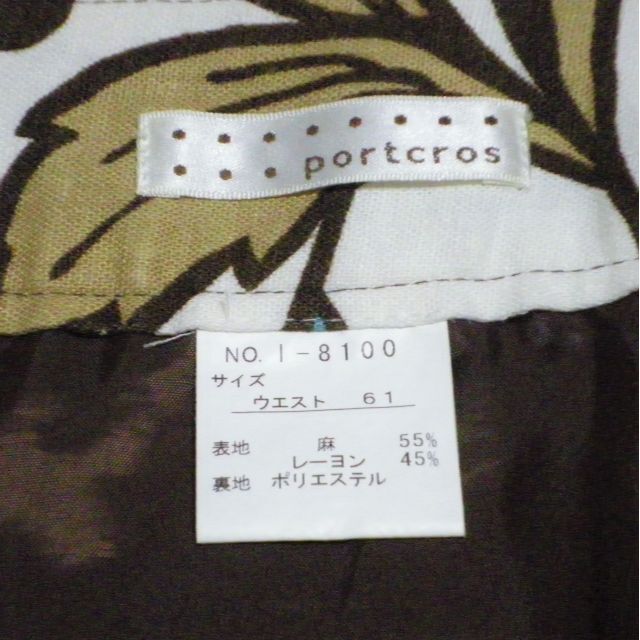 portcros
NO. I-8100
サイズ
ウエスト 61
表地 麻 55%
レーヨン 45%
裏地 ポリエステル